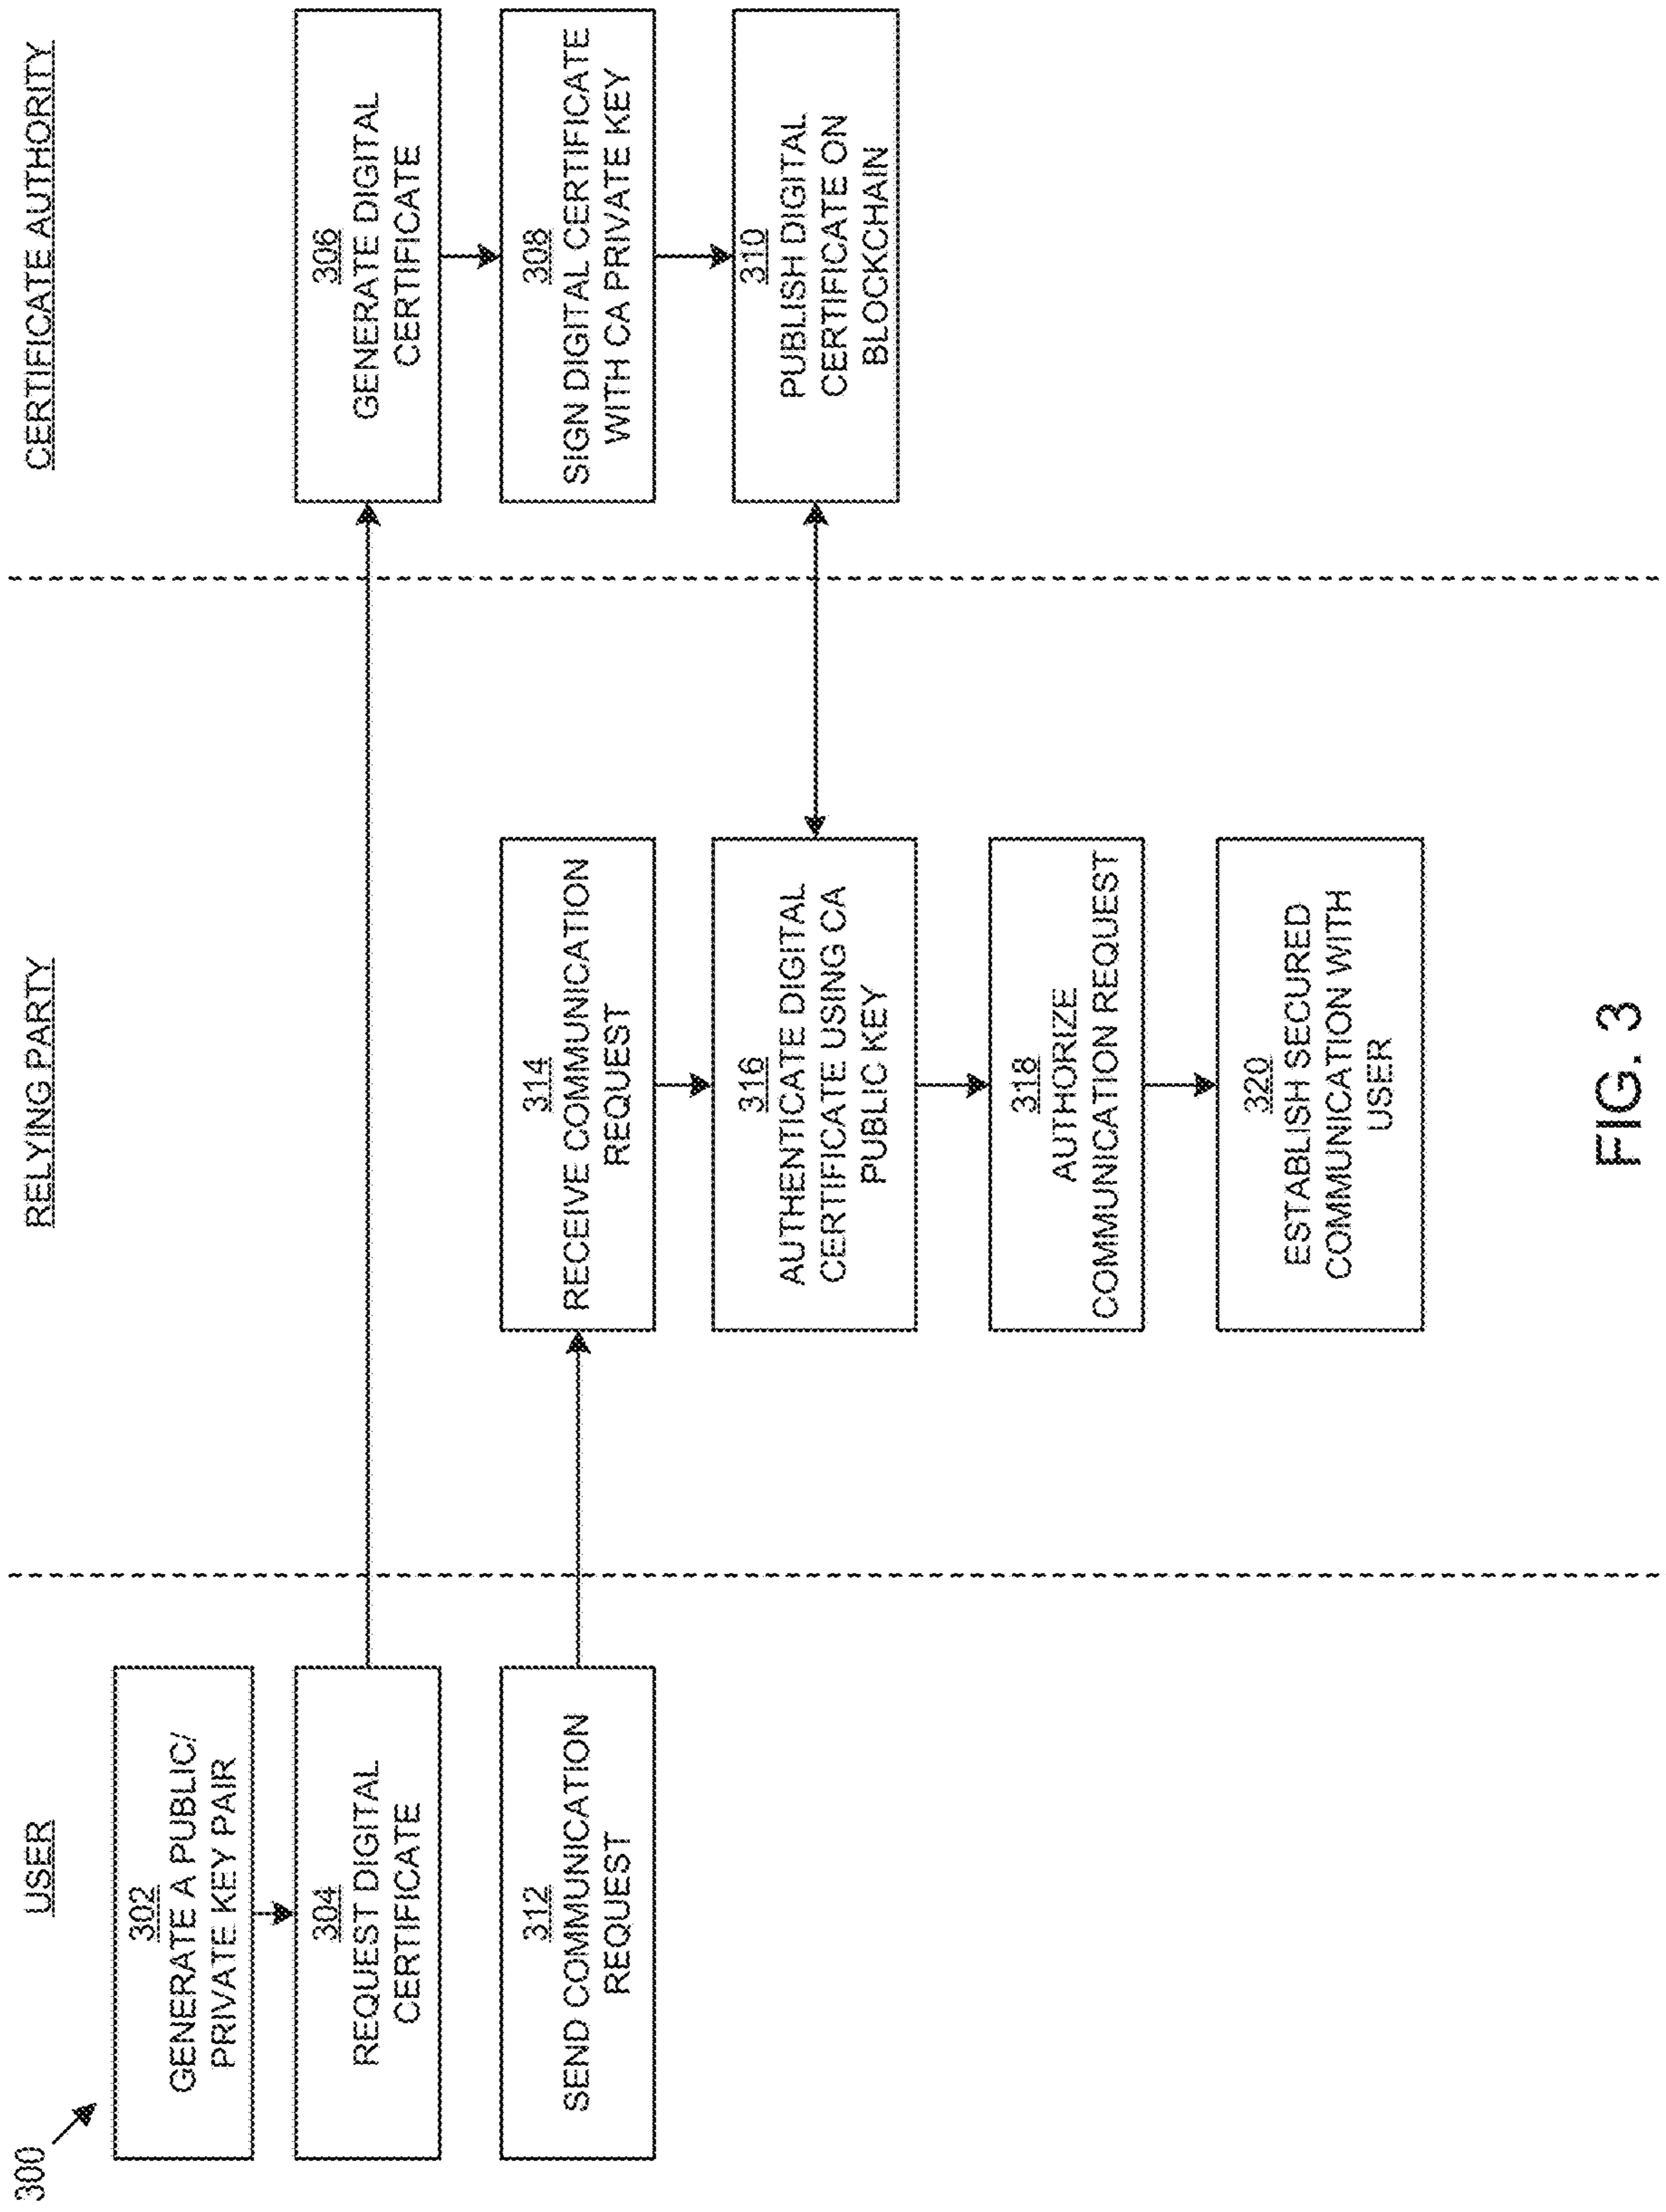 300
USER
RELYING PARTY
CERTIFICATE AUTHORITY
302
GENERATE A PUBLIC/
PRIVATE KEY PAIR
304
REQUEST DIGITAL
CERTIFICATE
306
GENERATE DIGITAL
CERTIFICATE
308
SIGN DIGITAL CERTIFICATE
WITH CA PRIVATE KEY
310
PUBLISH DIGITAL
CERTIFICATE ON
BLOCKCHAIN
312
SEND COMMUNICATION
REQUEST
314
RECEIVE COMMUNICATION
REQUEST
316
AUTHENTICATE DIGITAL
CERTIFICATE USING CA
PUBLIC KEY
318
AUTHORIZE
COMMUNICATION REQUEST
320
ESTABLISH SECURED
COMMUNICATION WITH
USER
FIG. 3